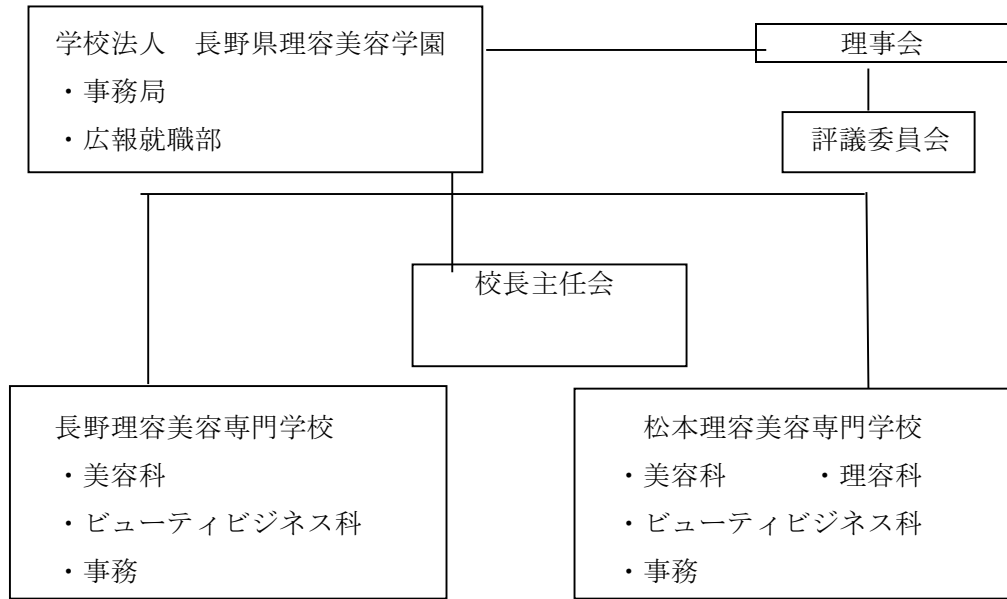 学校法人　長野県理容美容学園
・事務局
・広報就職部
理事会
評議委員会
校長主任会
長野理容美容専門学校
・美容科
・ビューティビジネス科
・事務
松本理容美容専門学校
・美容科　　・理容科
・ビューティビジネス科
・事務